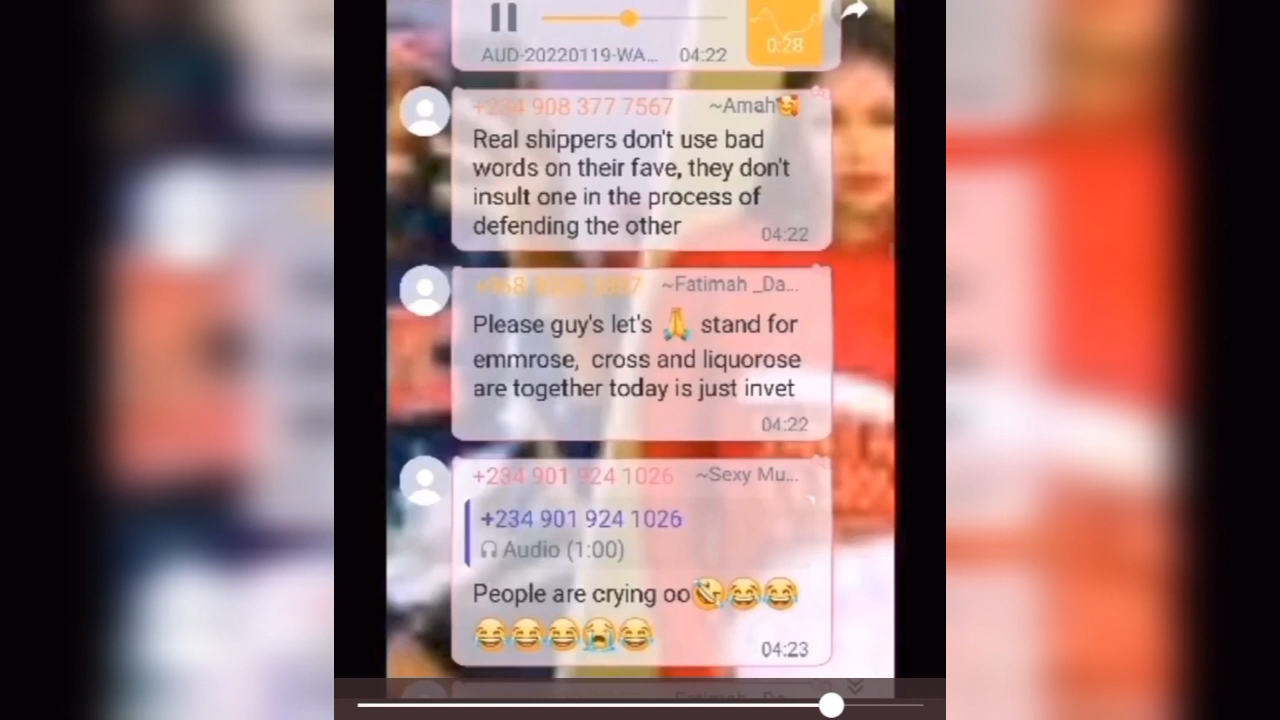 0:28
AUD-20220119-WA... 04:22
+234 908 377 7567 ~Amah🥰
Real shippers don't use bad
words on their fave, they don't
insult one in the process of
defending the other
04:22
~Fatimah _Da...
Please guy's let's 🙏 stand for
emmrose, cross and liquorose
are together today is just invet
04:22
+234 901 924 1026 ~Sexy Mu...
+234 901 924 1026
Audio (1:00)
People are crying oo🤣😂😂
😂😂😂😭😂
04:23